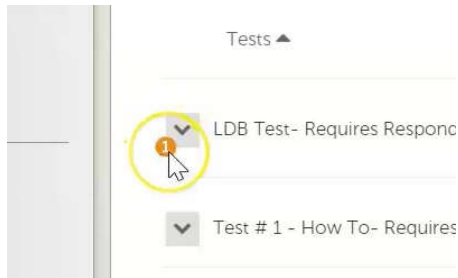 Tests
LDB Test- Requires Respond
1
Test # 1 - How To- Requires